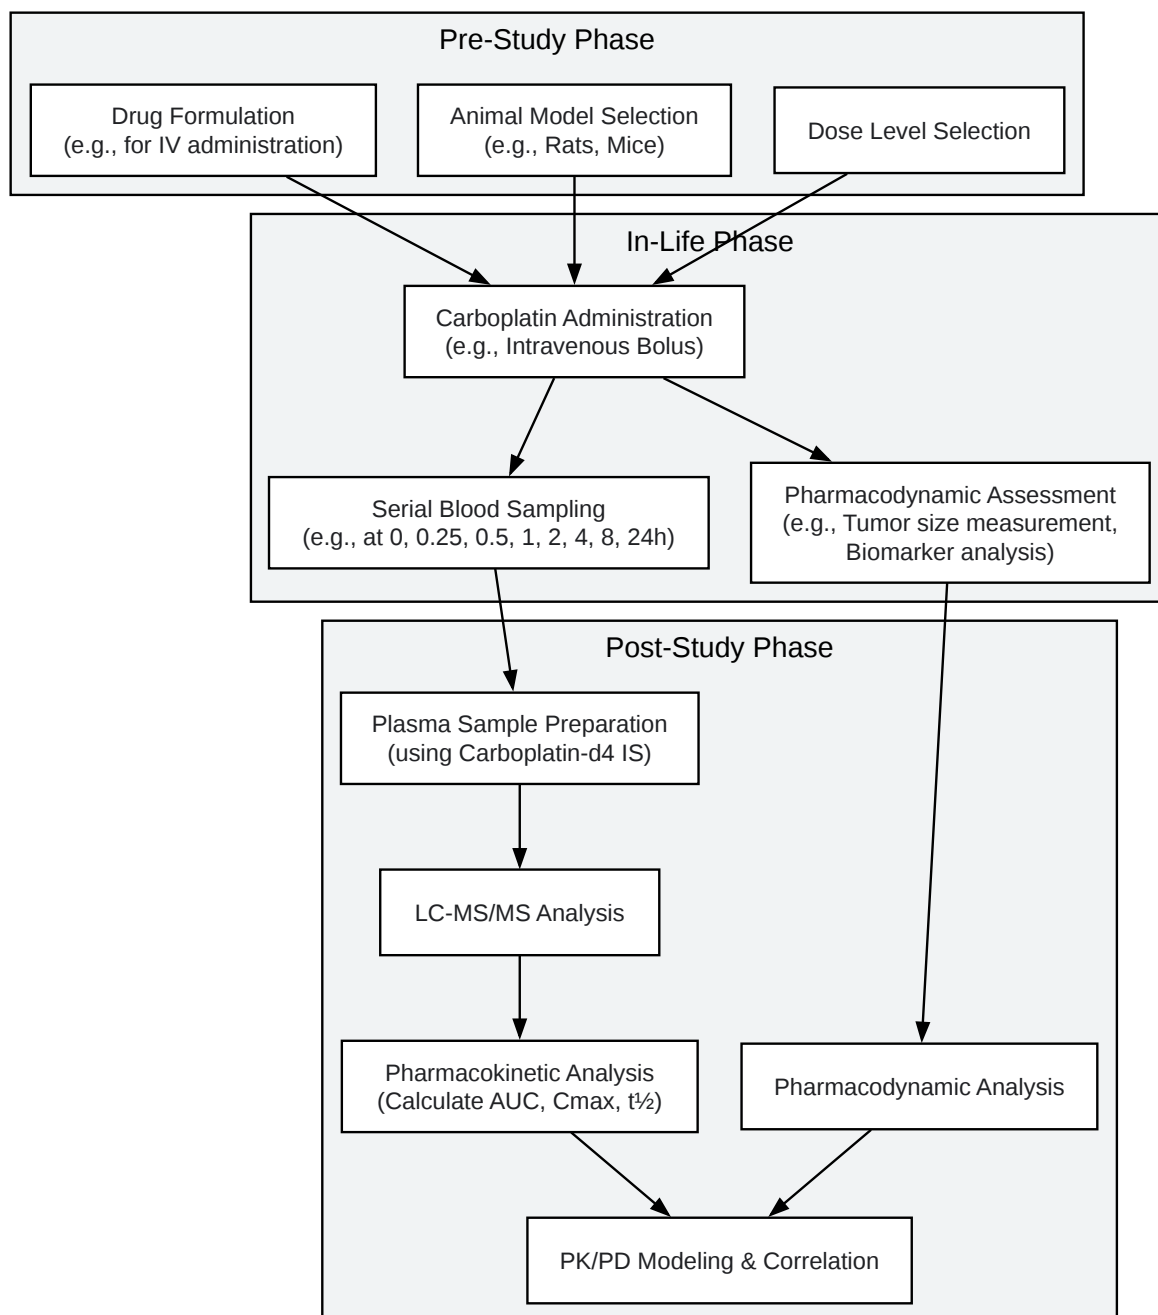 Pre-Study Phase
Drug Formulation
(e.g., for IV administration)
Animal Model Selection
(e.g., Rats, Mice)
Dose Level Selection
In-Life Phase
Carboplatin Administration
(e.g., Intravenous Bolus)
Serial Blood Sampling
(e.g., at 0, 0.25, 0.5, 1, 2, 4, 8, 24h)
Pharmacodynamic Assessment
(e.g., Tumor size measurement,
Biomarker analysis)
Post-Study Phase
Plasma Sample Preparation
(using Carboplatin-d4 IS)
LC-MS/MS Analysis
Pharmacokinetic Analysis
(Calculate AUC, Cmax, t½)
Pharmacodynamic Analysis
PK/PD Modeling & Correlation